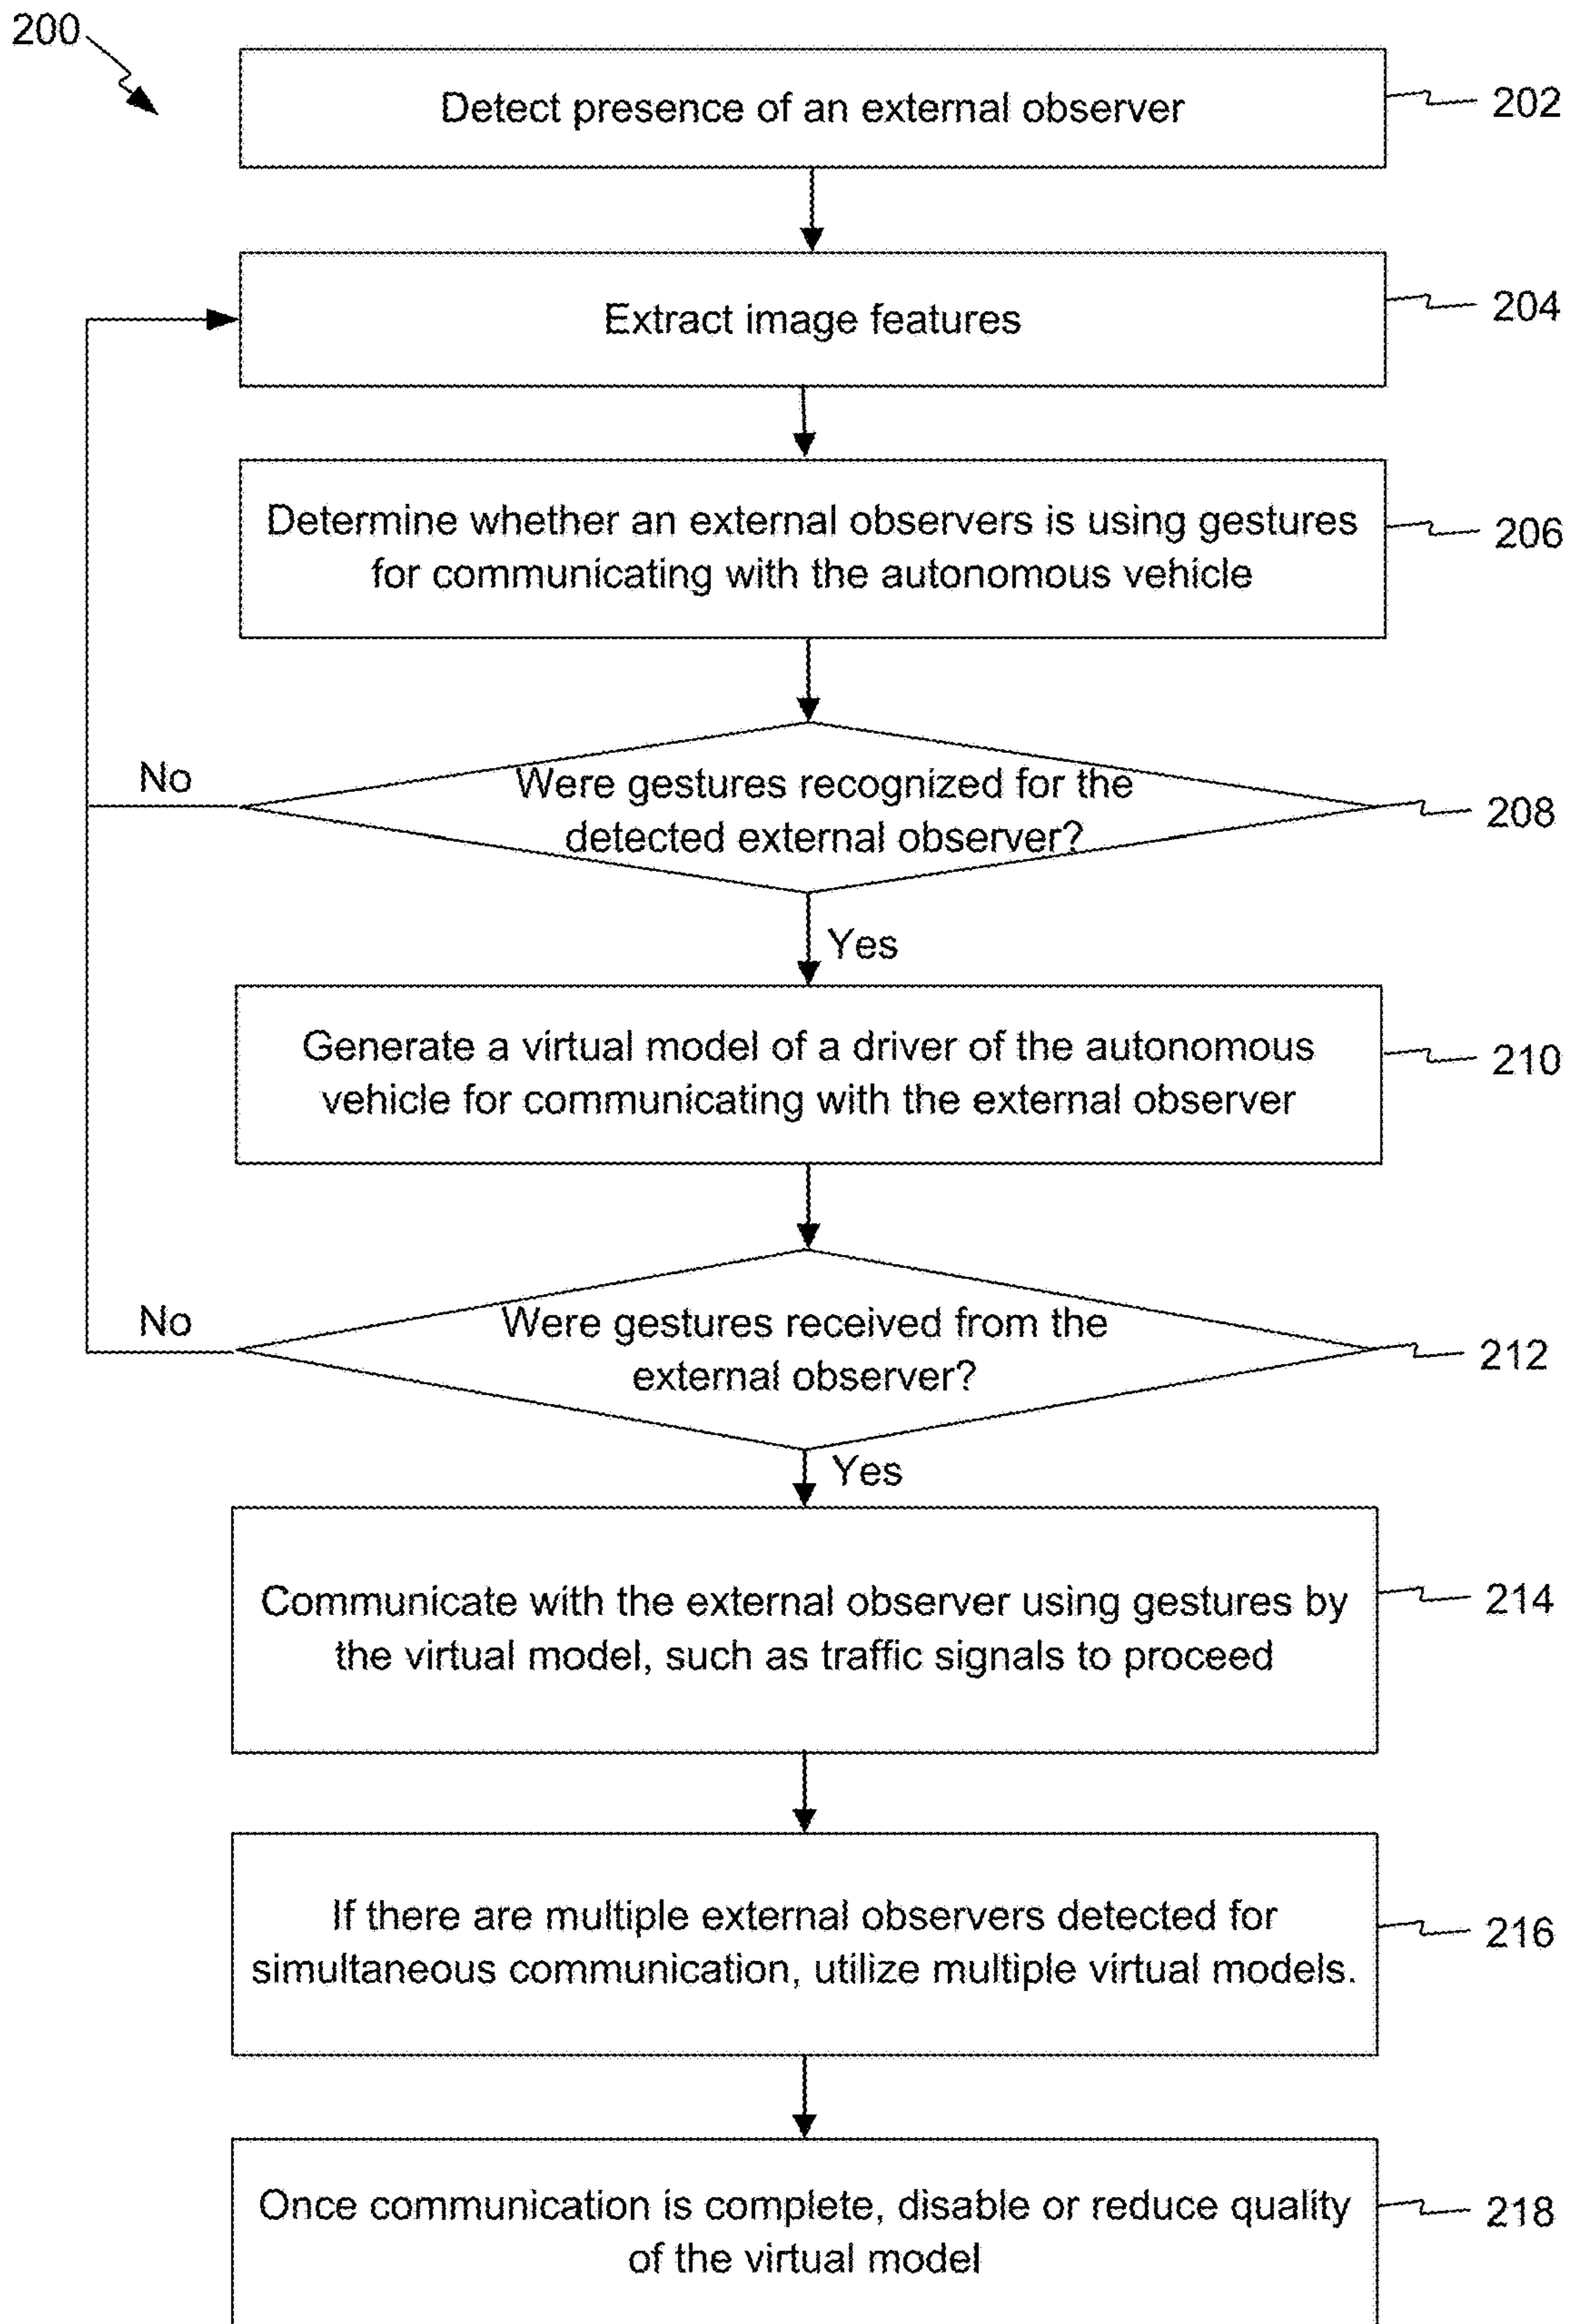 200
Detect presence of an external observer
202
Extract image features
204
Determine whether an external observers is using gestures
for communicating with the autonomous vehicle
206
No
Were gestures recognized for the
detected external observer?
208
Yes
Generate a virtual model of a driver of the autonomous
vehicle for communicating with the external observer
210
No
Were gestures received from the
external observer?
212
Yes
Communicate with the external observer using gestures by
the virtual model, such as traffic signals to proceed
214
If there are multiple external observers detected for
simultaneous communication, utilize multiple virtual models.
216
Once communication is complete, disable or reduce quality
of the virtual model
218